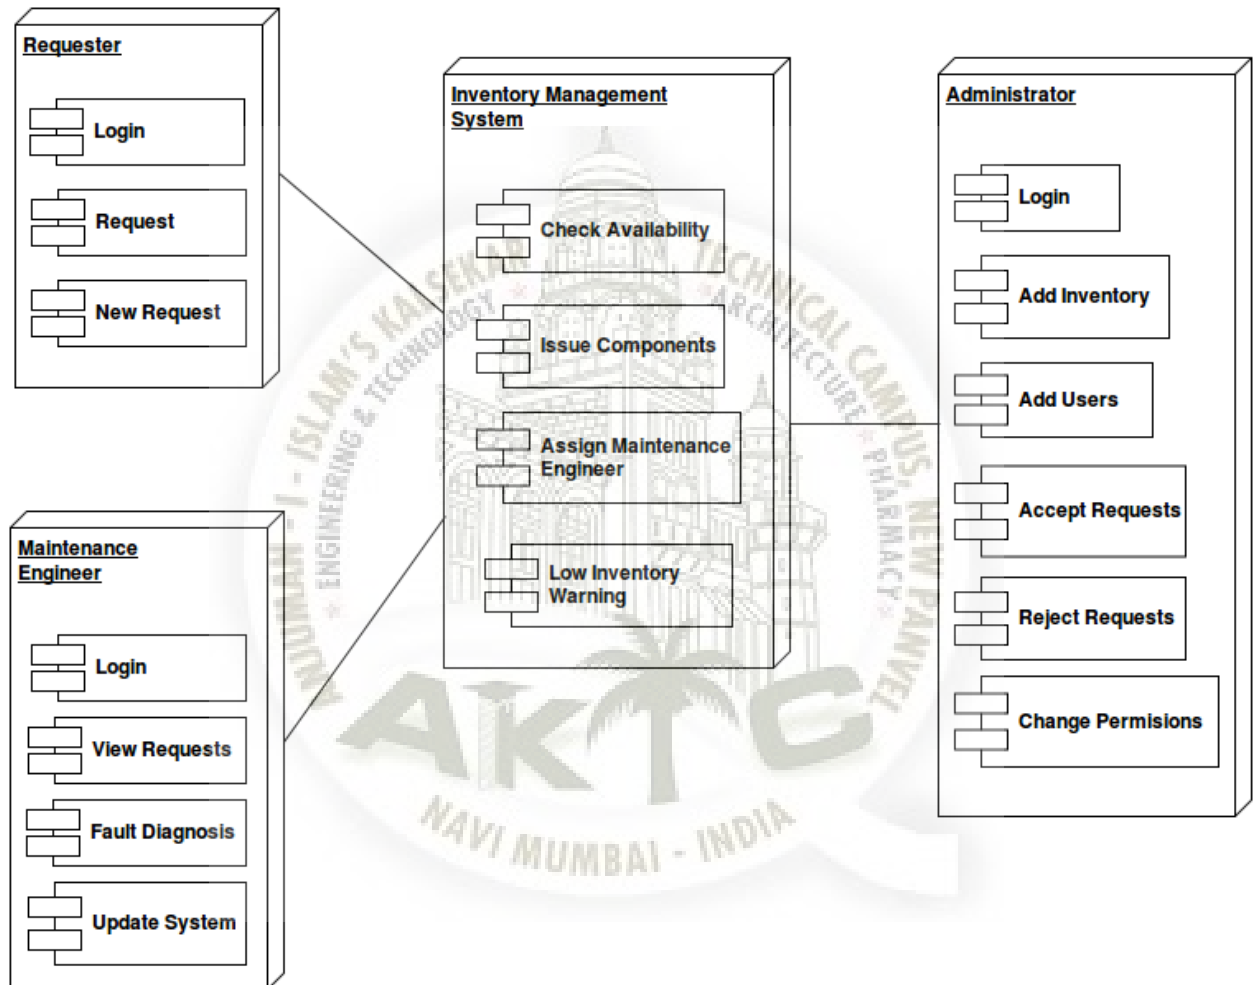 Requester
Login
Request
New Request
Maintenance
Engineer
Login
View Requests
Fault Diagnosis
Update System
Inventory Management
System
Check Availability
Issue Components
Assign Maintenance
Engineer
Low Inventory
Warning
Administrator
Login
Add Inventory
Add Users
Accept Requests
Reject Requests
Change Permisions
ANJUMAN - I - ISLAM'S KALSEKAR TECHNICAL CAMPUS, NEW PANVEL
ENGINEERING & TECHNOLOGY * ARCHITECTURE * PHARMACY *
AKTC
NAVI MUMBAI - INDIA